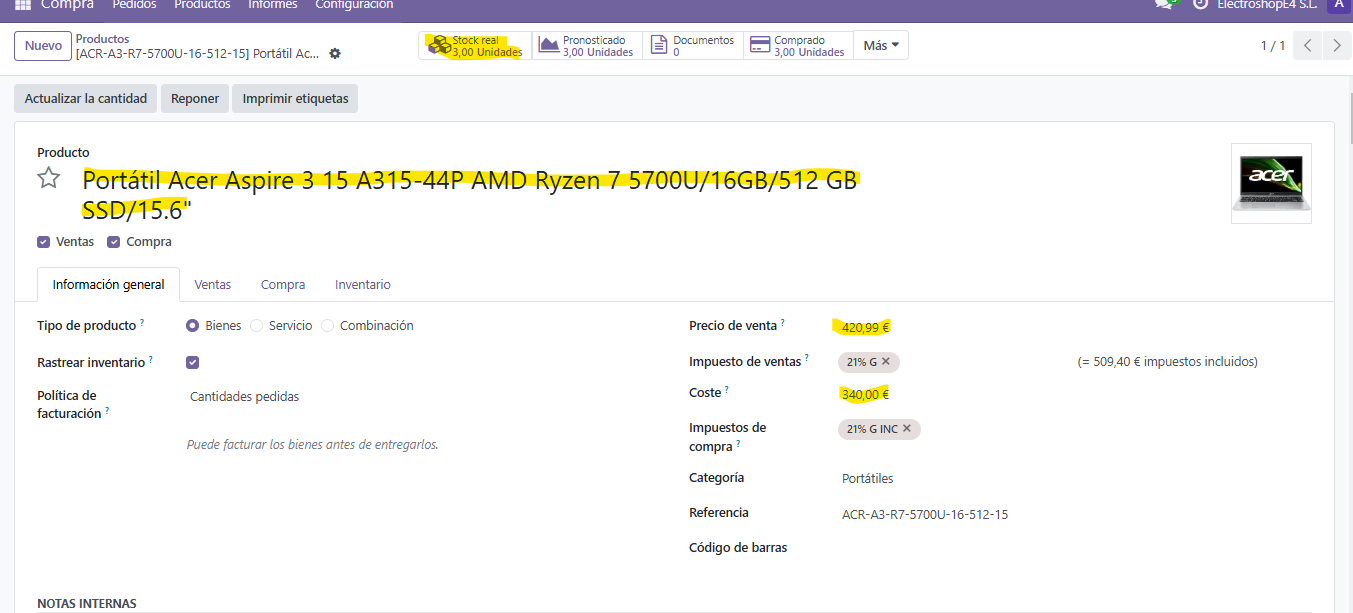 Compra Pedidos Productos Informes Configuración ElectroshopE4 S.L. A
Nuevo
Productos
[ACR-A3-R7-5700U-16-512-15] Portátil Ac...
Stock real
3,00 Unidades
Pronosticado
3,00 Unidades
Documentos
0
Comprado
3,00 Unidades
Más
1 / 1
Actualizar la cantidad Reponer Imprimir etiquetas
Producto
Portátil Acer Aspire 3 15 A315-44P AMD Ryzen 7 5700U/16GB/512 GB
SSD/15.6"
acer
Ventas Compra
Información general Ventas Compra Inventario
Tipo de producto ? Bienes Servicio Combinación
Rastrear inventario ?
Política de
facturación ?
Cantidades pedidas
Puede facturar los bienes antes de entregarlos.
Precio de venta ? 420,99 €
Impuesto de ventas ? 21% G ✕ (= 509,40 € impuestos incluidos)
Coste ? 340,00 €
Impuestos de
compra ?
21% G INC ✕
Categoría Portátiles
Referencia ACR-A3-R7-5700U-16-512-15
Código de barras
NOTAS INTERNAS